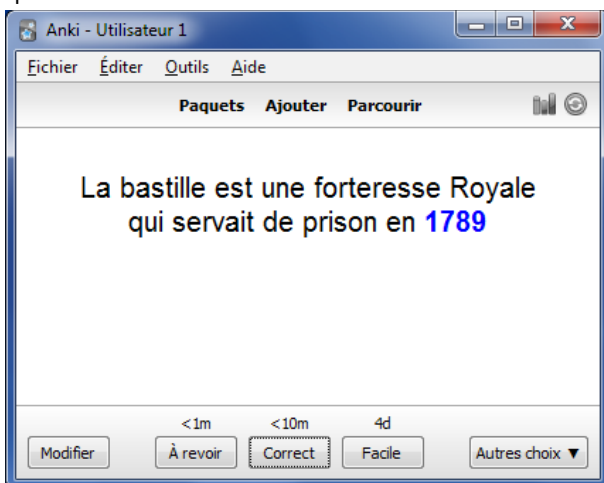 Anki - Utilisateur 1
Fichier Éditer Outils Aide
Paquets Ajouter Parcourir
La bastille est une forteresse Royale
qui servait de prison en 1789
<1m <10m 4d
Modifier À revoir Correct Facile Autres choix ▼